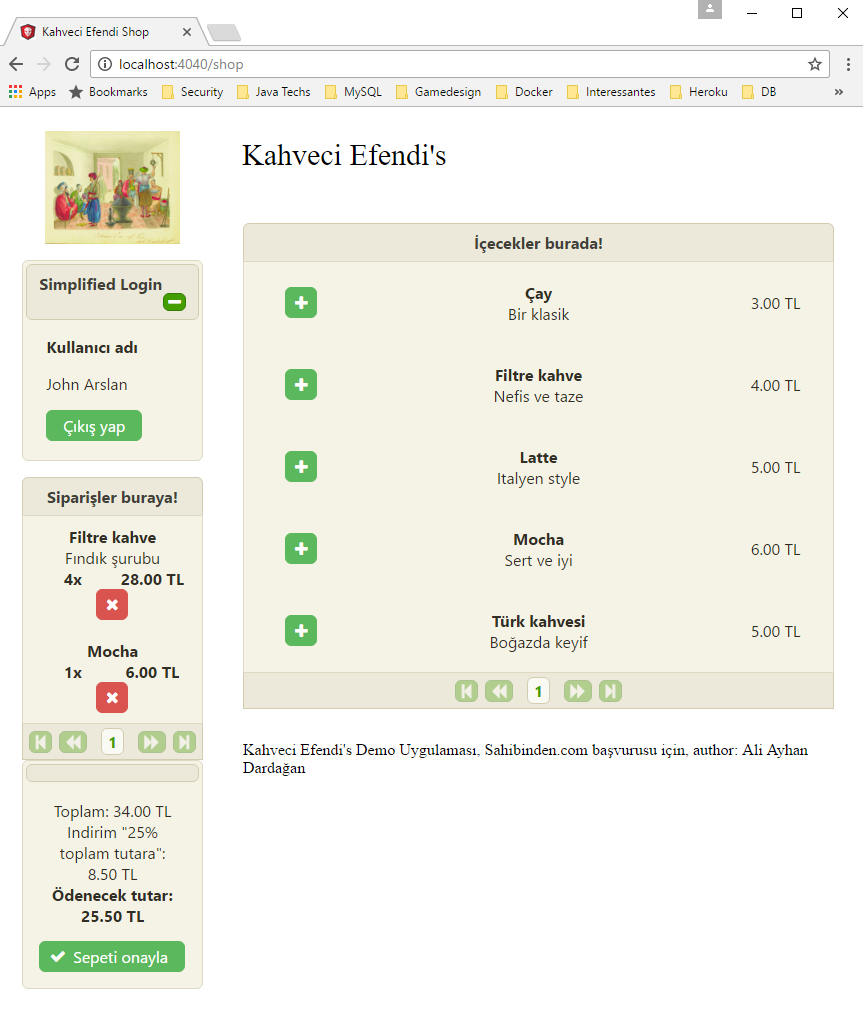 Kahveci Efendi Shop
localhost:4040/shop
Apps Bookmarks Security Java Techs MySQL Gamedesign Docker Interessantes Heroku DB »
Kahveci Efendi's
Simplified Login
Kullanıcı adı
John Arslan
Çıkış yap
Siparişler buraya!
Filtre kahve
Fındık şurubu
4x 28.00 TL
Mocha
1x 6.00 TL
1
Toplam: 34.00 TL
Indirim "25%
toplam tutara":
8.50 TL
Ödenecek tutar:
25.50 TL
Sepeti onayla
İçecekler burada!
Çay
Bir klasik
3.00 TL
Filtre kahve
Nefis ve taze
4.00 TL
Latte
Italyen style
5.00 TL
Mocha
Sert ve iyi
6.00 TL
Türk kahvesi
Boğazda keyif
5.00 TL
1
Kahveci Efendi's Demo Uygulaması, Sahibinden.com başvurusu için, author: Ali Ayhan
Dardağan